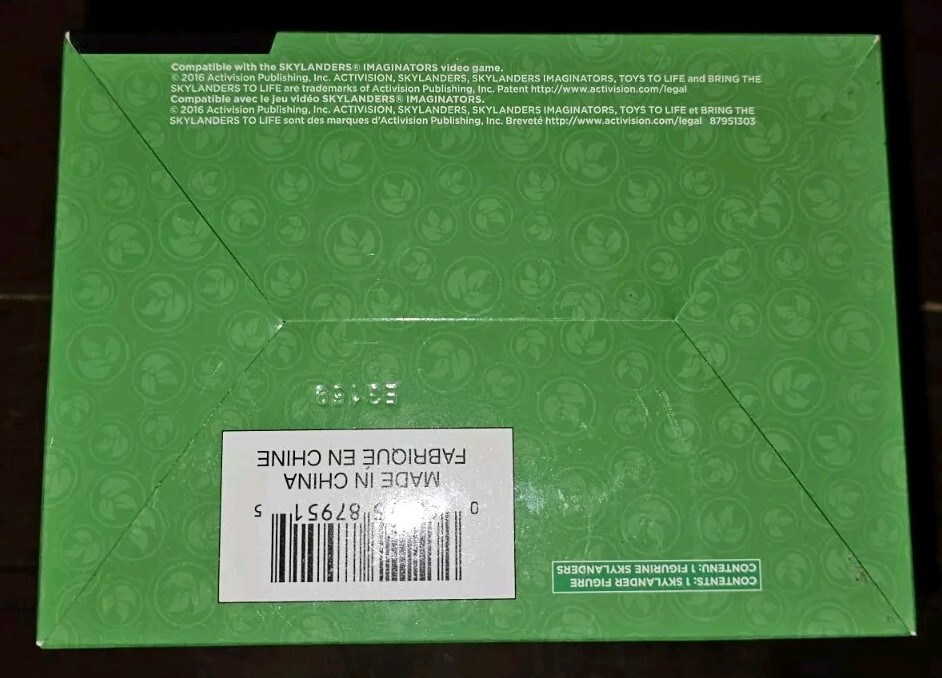 Compatible with the SKYLANDERS® IMAGINATORS video game.
© 2016 Activision Publishing, Inc. ACTIVISION, SKYLANDERS, SKYLANDERS IMAGINATORS, TOYS TO LIFE and BRING THE
SKYLANDERS TO LIFE are trademarks of Activision Publishing, Inc. Patent http://www.activision.com/legal
Compatible avec le jeu vidéo SKYLANDERS® IMAGINATORS.
© 2016 Activision Publishing, Inc. ACTIVISION, SKYLANDERS, SKYLANDERS IMAGINATORS, TOYS TO LIFE et BRING THE
SKYLANDERS TO LIFE sont des marques d'Activision Publishing, Inc. Breveté http://www.activision.com/legal 87951303
0 87951 5
MADE IN CHINA
FABRIQUÉ EN CHINE
CONTENTS: 1 SKYLANDER FIGURE
CONTENU: 1 FIGURINE SKYLANDERS